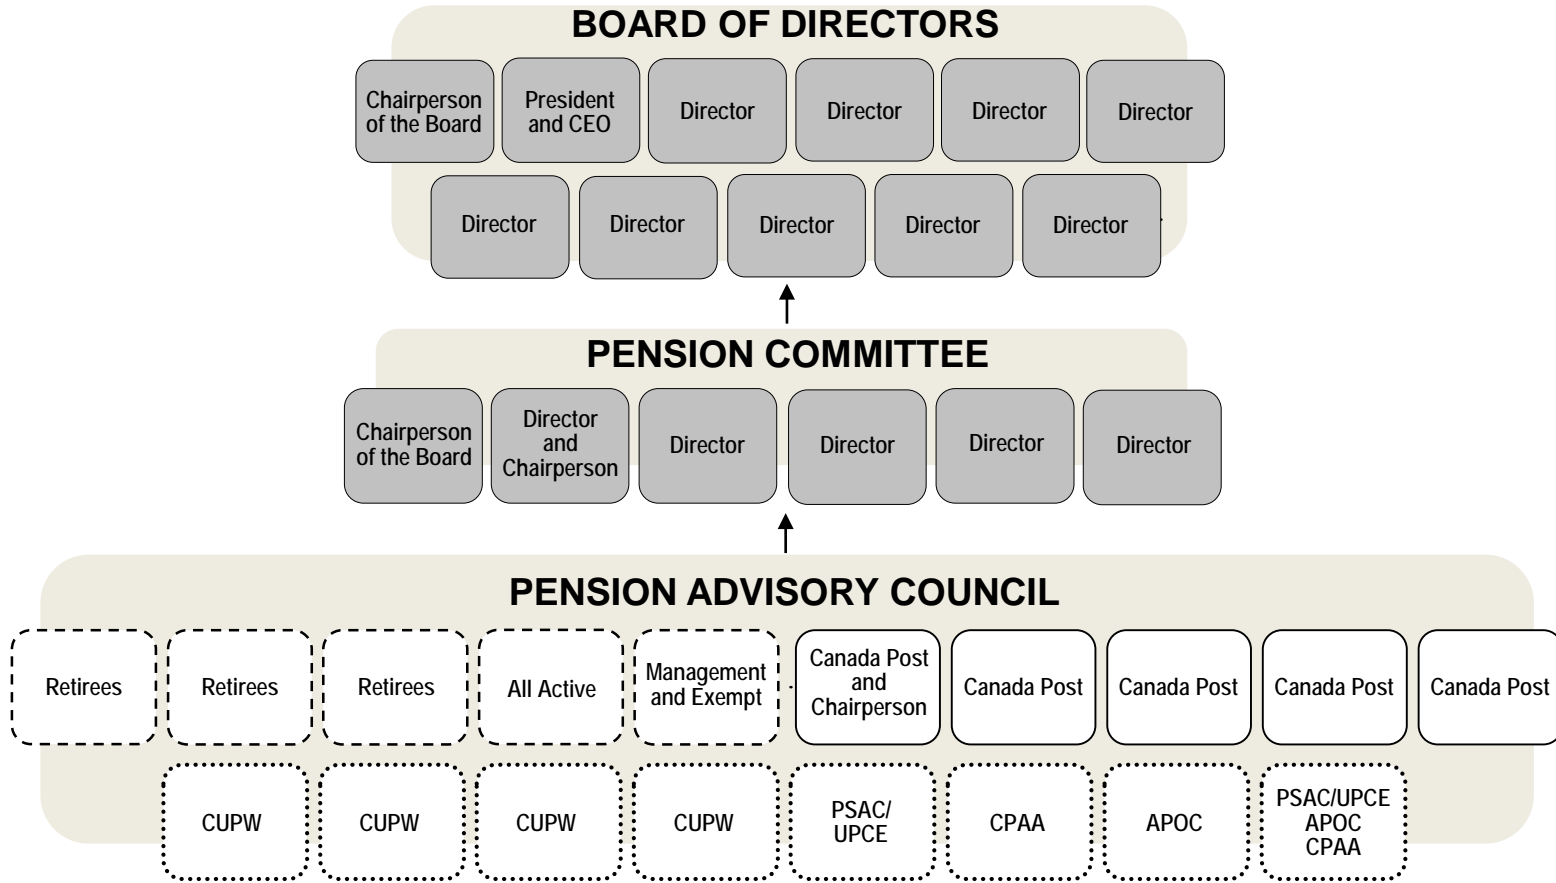 BOARD OF DIRECTORS
Chairperson
of the Board
President
and CEO
Director
Director
Director
Director
Director
Director
Director
Director
Director
PENSION COMMITTEE
Chairperson
of the Board
Director
and
Chairperson
Director
Director
Director
Director
PENSION ADVISORY COUNCIL
Retirees
Retirees
Retirees
All Active
Management
and Exempt
Canada Post
and
Chairperson
Canada Post
Canada Post
Canada Post
Canada Post
CUPW
CUPW
CUPW
CUPW
PSAC/
UPCE
CPAA
APOC
PSAC/UPCE
APOC
CPAA